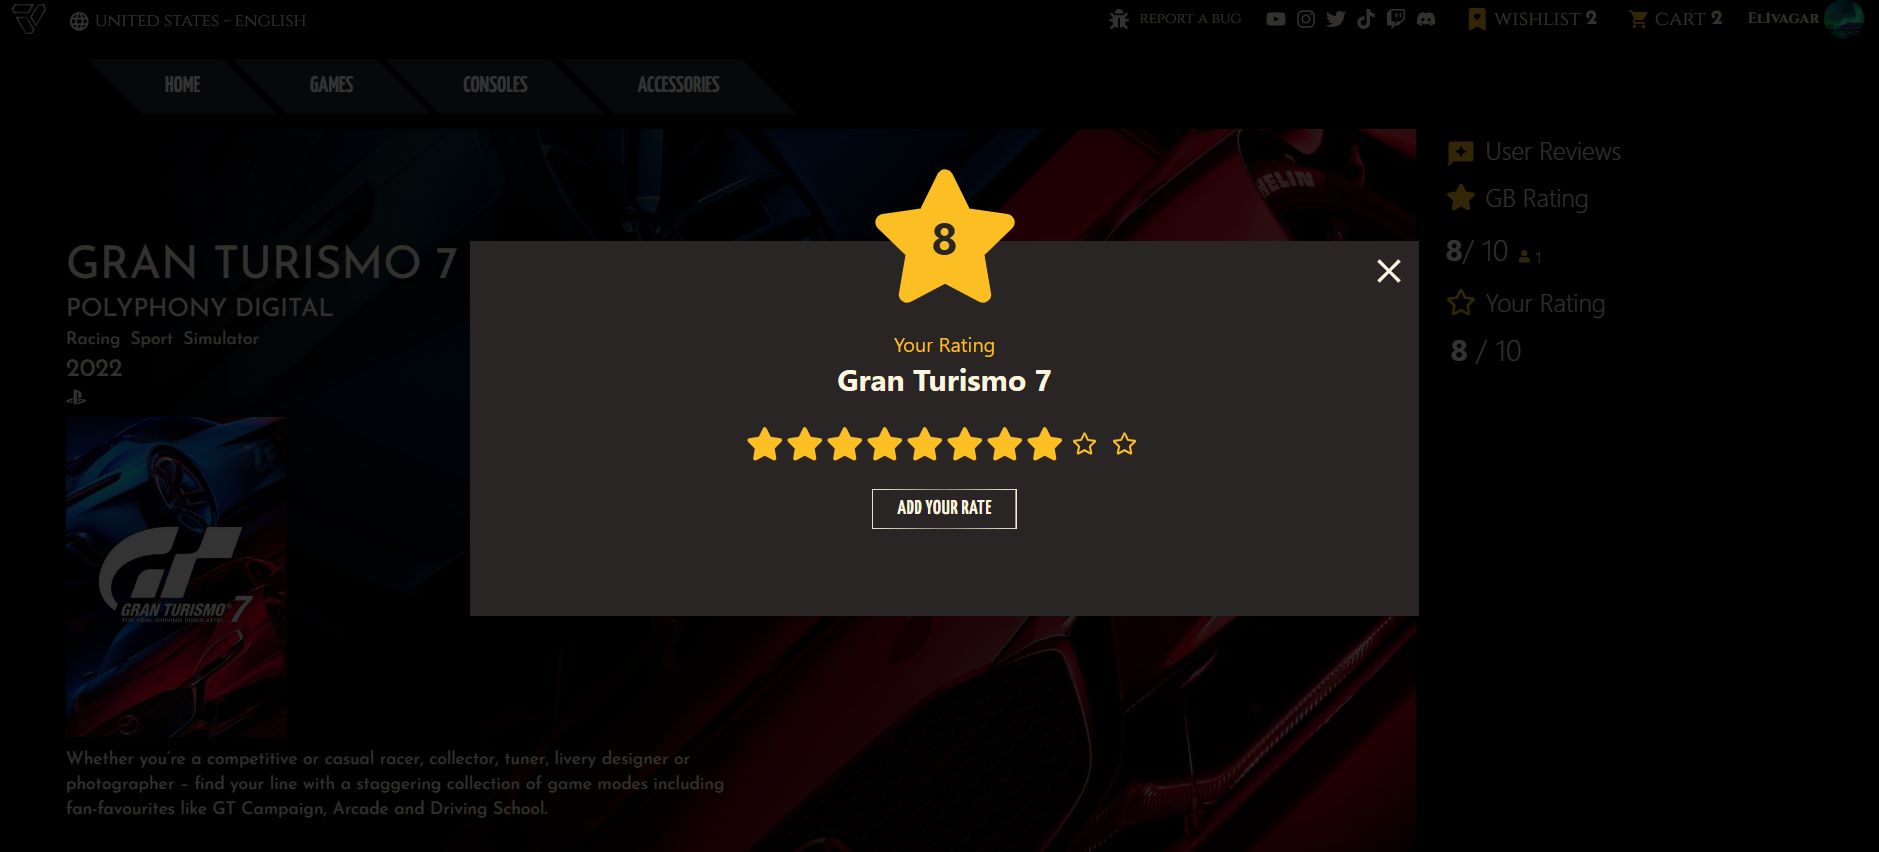 UNITED STATES - ENGLISH
REPORT A BUG
WISHLIST 2
CART 2
ELİVAGAR
HOME
GAMES
CONSOLES
ACCESSORIES
HELIN
GRAN TURISMO 7
POLYPHONY DIGITAL
Racing Sport Simulator
2022
GRAN TURISMO 7
THE REAL DRIVING SIMULATOR
Whether you're a competitive or casual racer, collector, tuner, livery designer or
photographer – find your line with a staggering collection of game modes including
fan-favourites like GT Campaign, Arcade and Driving School.
8
Your Rating
Gran Turismo 7
ADD YOUR RATE
User Reviews
GB Rating
8/ 10 1
Your Rating
8 / 10